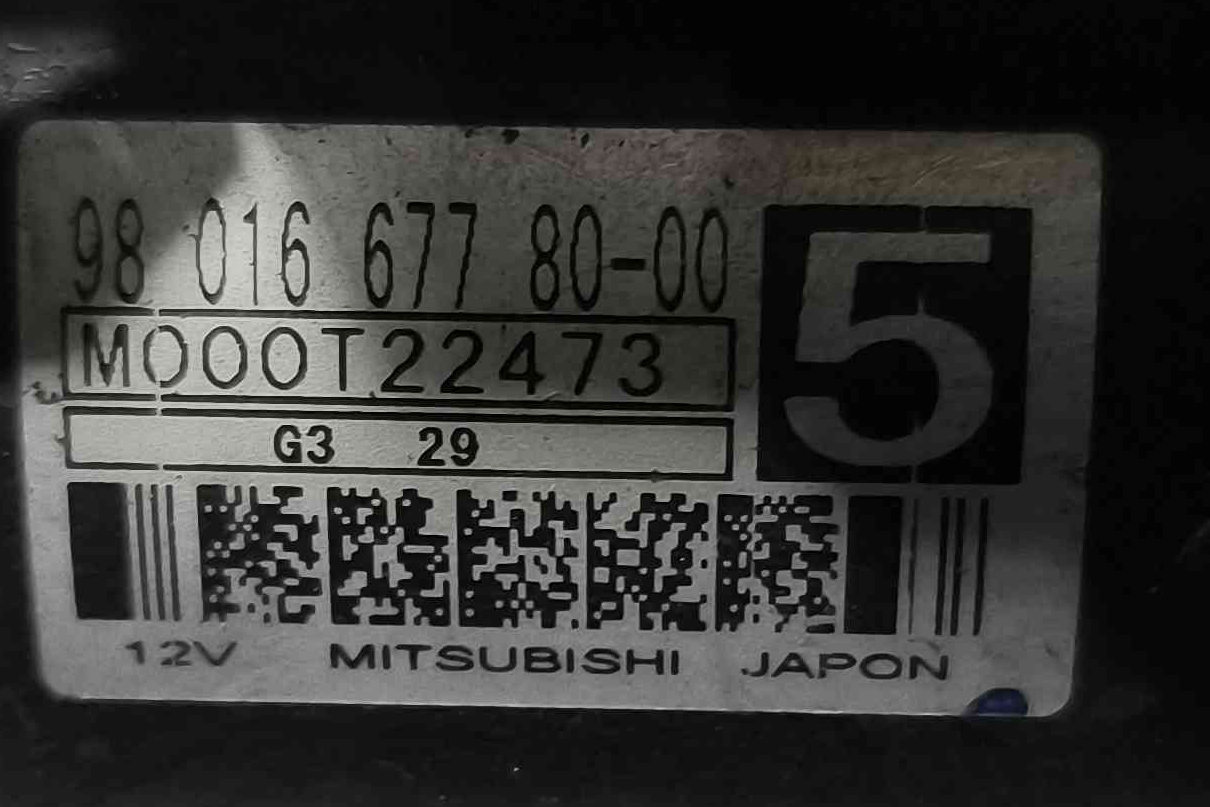 98 016 677 80-00
5
M000T22473
G3 29
12V MITSUBISHI JAPON